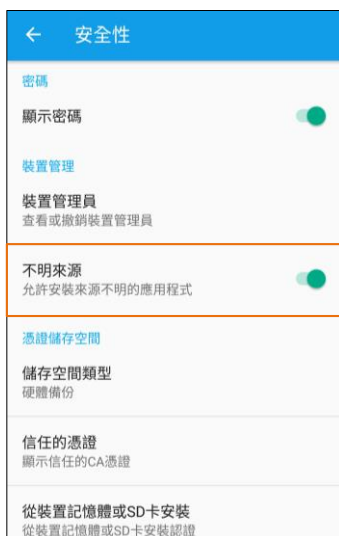 安全性
密碼
顯示密碼
裝置管理
裝置管理員
查看或撤銷裝置管理員
不明來源
允許安裝來源不明的應用程式
憑證儲存空間
儲存空間類型
硬體備份
信任的憑證
顯示信任的CA憑證
從裝置記憶體或SD卡安裝
從裝置記憶體或SD卡安裝認證